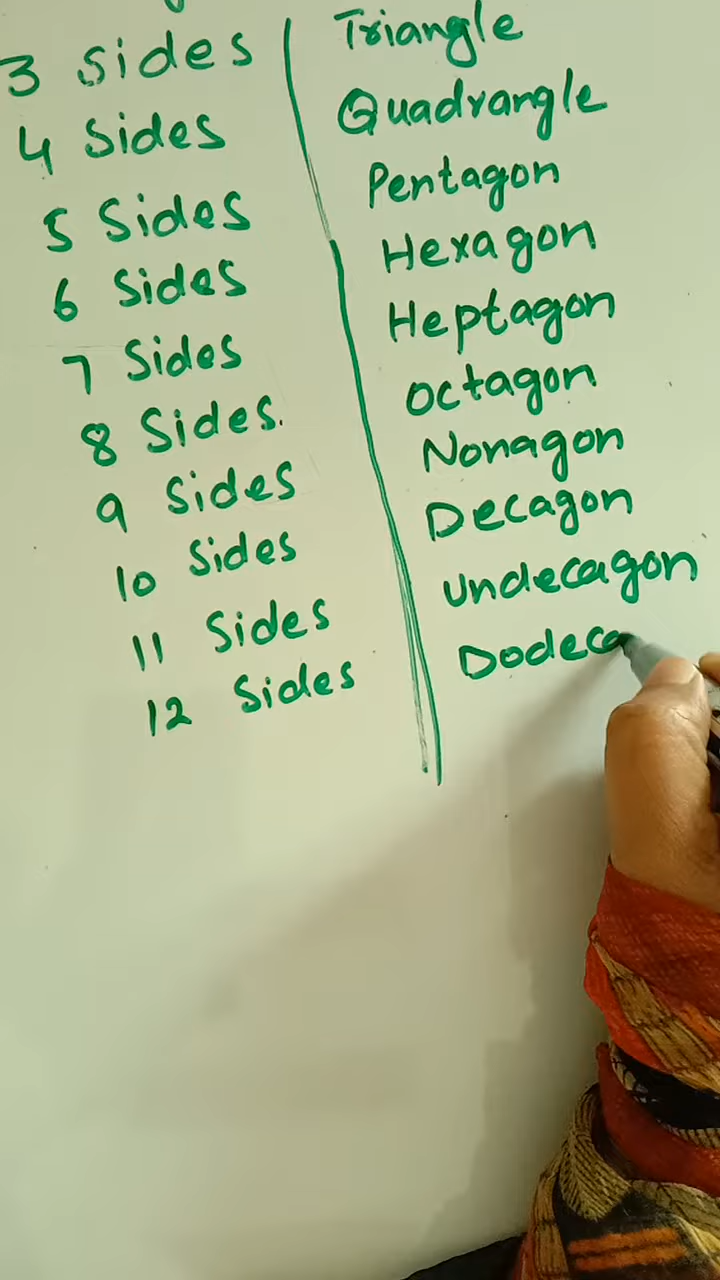 3 sides Triangle
4 Sides Quadrangle
5 Sides Pentagon
6 Sides Hexagon
7 Sides Heptagon
8 Sides. Octagon
9 Sides Nonagon
10 Sides Decagon
11 Sides Undecagon
12 Sides Dodeca